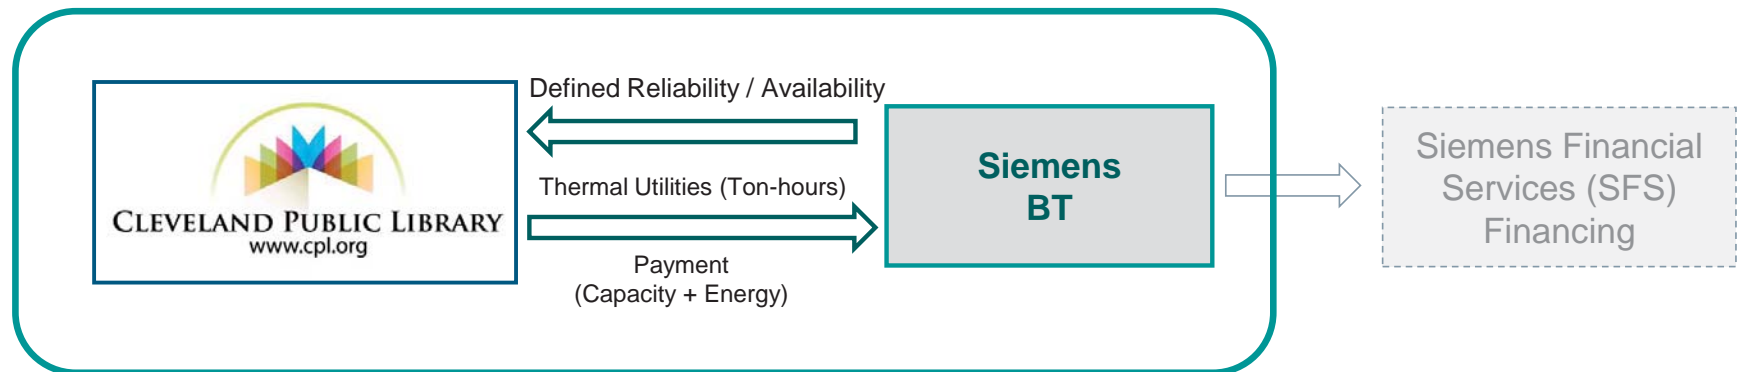 Defined Reliability / Availability
CLEVELAND PUBLIC LIBRARY
www.cpl.org
Thermal Utilities (Ton-hours)
Payment
(Capacity + Energy)
Siemens
BT
Siemens Financial
Services (SFS)
Financing